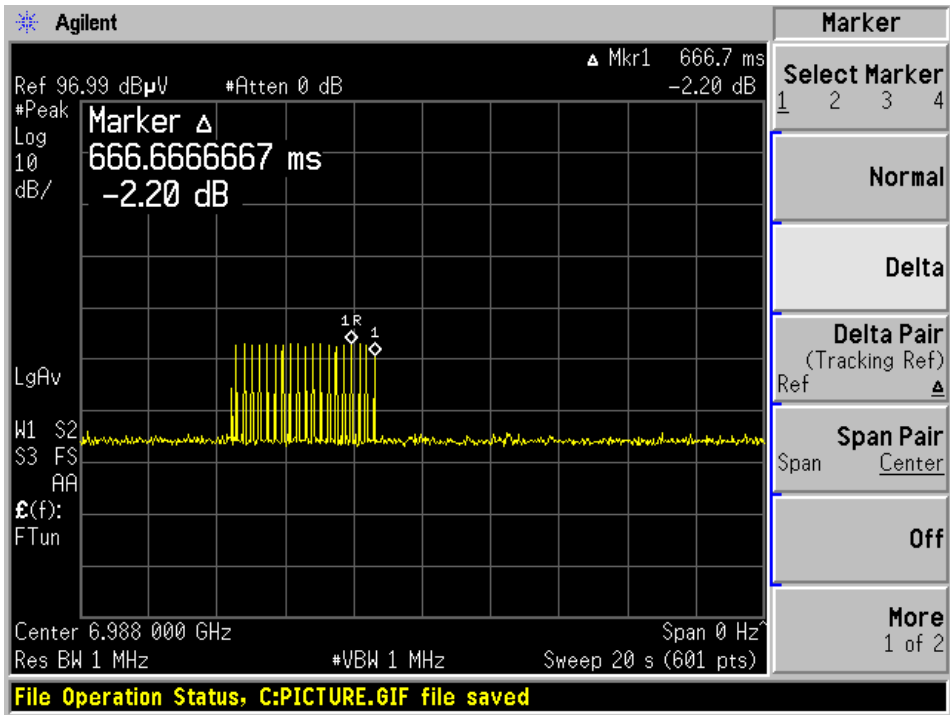 Agilent
Marker
Δ Mkr1 666.7 ms
Ref 96.99 dBµV #Atten 0 dB -2.20 dB
#Peak
Log
10
dB/
Marker Δ
666.6666667 ms
-2.20 dB
1R
1
LgAv
W1 S2
S3 FS
AA
£(f):
FTun
Center 6.988 000 GHz Span 0 Hz^
Res BW 1 MHz #VBW 1 MHz Sweep 20 s (601 pts)
File Operation Status, C:PICTURE.GIF file saved
Select Marker
1 2 3 4
Normal
Delta
Delta Pair
(Tracking Ref)
Ref Δ
Span Pair
Span Center
Off
More
1 of 2